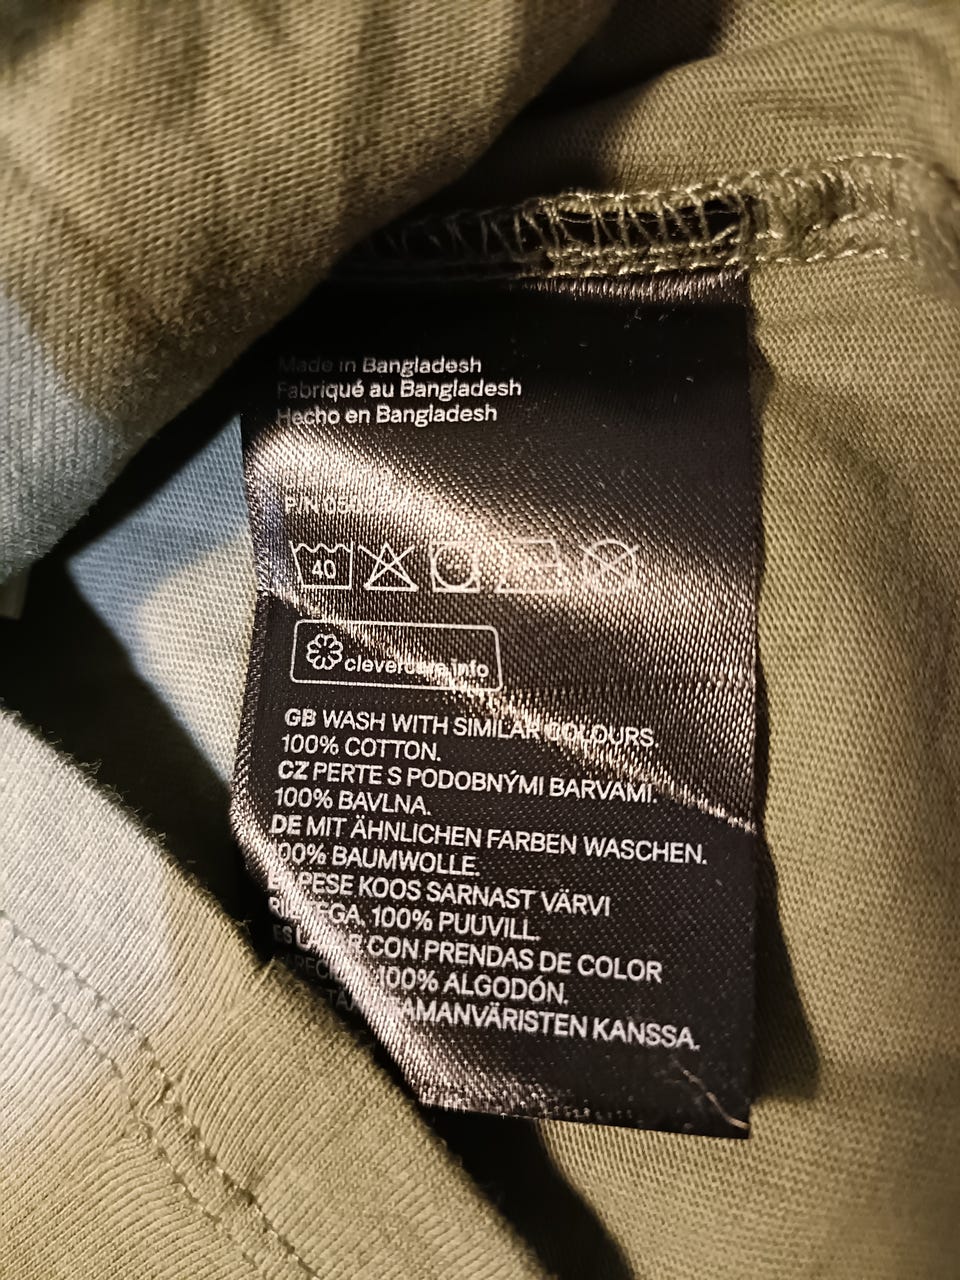 Made in Bangladesh
Fabriqué au Bangladesh
Hecho en Bangladesh
40
clevercare.info
GB WASH WITH SIMILAR COLOURS.
100% COTTON.
CZ PERTE S PODOBNÝMI BARVAMI.
100% BAVLNA.
DE MIT ÄHNLICHEN FARBEN WASCHEN.
100% BAUMWOLLE.
PESE KOOS SARNAST VÄRVI
100% PUUVILL.
ES LAVAR CON PRENDAS DE COLOR
100% ALGODÓN.
KANSSA.